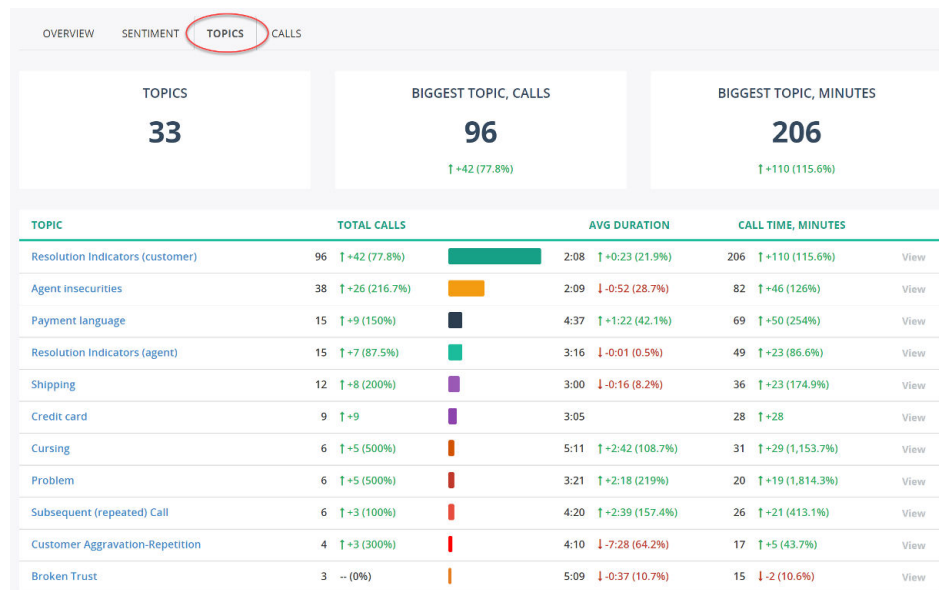 OVERVIEW SENTIMENT TOPICS CALLS
TOPICS BIGGEST TOPIC, CALLS BIGGEST TOPIC, MINUTES
33 96 206
↑ +42 (77.8%) ↑ +110 (115.6%)
TOPIC TOTAL CALLS AVG DURATION CALL TIME, MINUTES
Resolution Indicators (customer) 96 ↑ +42 (77.8%) 2:08 ↑ +0:23 (21.9%) 206 ↑ +110 (115.6%) View
Agent insecurities 38 ↑ +26 (216.7%) 2:09 ↓ -0:52 (28.7%) 82 ↑ +46 (126%) View
Payment language 15 ↑ +9 (150%) 4:37 ↑ +1:22 (42.1%) 69 ↑ +50 (254%) View
Resolution Indicators (agent) 15 ↑ +7 (87.5%) 3:16 ↓ -0:01 (0.5%) 49 ↑ +23 (86.6%) View
Shipping 12 ↑ +8 (200%) 3:00 ↓ -0:16 (8.2%) 36 ↑ +23 (174.9%) View
Credit card 9 ↑ +9 3:05 28 ↑ +28 View
Cursing 6 ↑ +5 (500%) 5:11 ↑ +2:42 (108.7%) 31 ↑ +29 (1,153.7%) View
Problem 6 ↑ +5 (500%) 3:21 ↑ +2:18 (219%) 20 ↑ +19 (1,814.3%) View
Subsequent (repeated) Call 6 ↑ +3 (100%) 4:20 ↑ +2:39 (157.4%) 26 ↑ +21 (413.1%) View
Customer Aggravation-Repetition 4 ↑ +3 (300%) 4:10 ↓ -7:28 (64.2%) 17 ↑ +5 (43.7%) View
Broken Trust 3 -- (0%) 5:09 ↓ -0:37 (10.7%) 15 ↓ -2 (10.6%) View